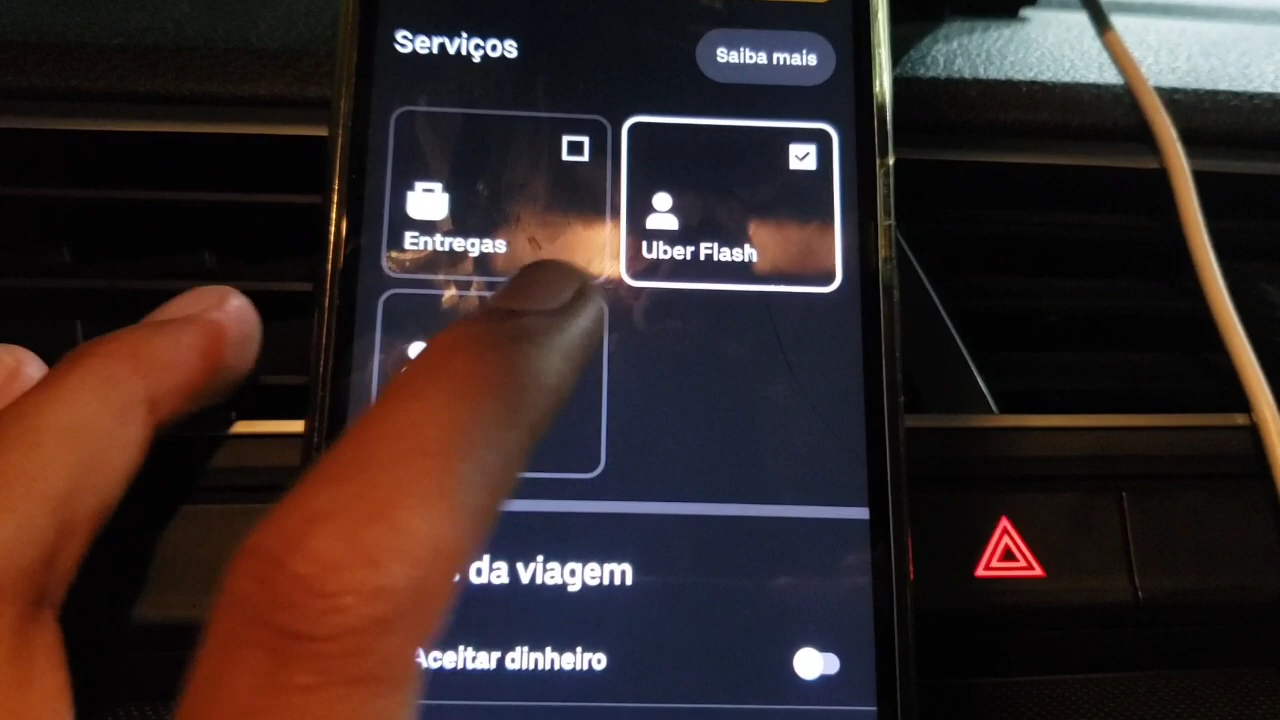 Serviços
Saiba mais
Entregas
Uber Flash
da viagem
Aceitar dinheiro